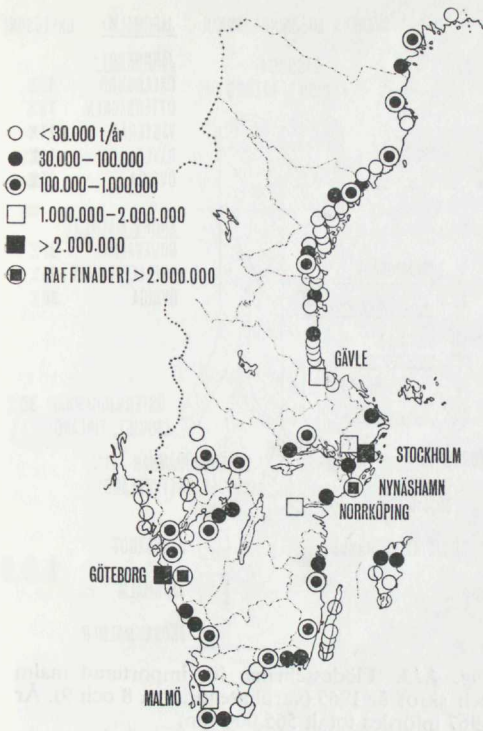 <30.000 t/år
30.000–100.000
100.000–1.000.000
1.000.000–2.000.000
>2.000.000
RAFFINADERI >2.000.000
GÄVLE
STOCKHOLM
NYNÄSHAMN
NORRKÖPING
GÖTEBORG
MALMÖ